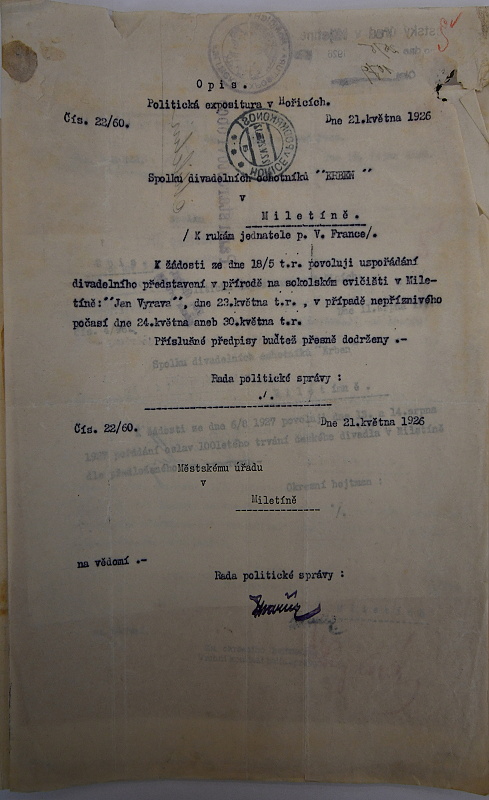 Opis.
Politická expositura v Hořicích.
Čís. 22/60.
Dne 21.května 1926
Spolku divadelních ochotníků "ERBEN"
v
Miletíně.
/K rukám jednatele p. V. France/.
K žádosti ze dne 18/5 t.r. povoluji uspořádání
divadelního představení v přírodě na sokolském cvičišti v Mile-
tíně: "Jan Výrava", dne 23.května t.r. , v případě nepříznivého
počasí dne 24.května aneb 30.května t.r.
Příslušné předpisy buďtež přesně dodrženy .-
Rada politické správy :
./.
Čís. 22/60.
Dne 21.května 1926
Městskému úřadu
v
Miletíně
na vědomí .-
Rada politické správy :